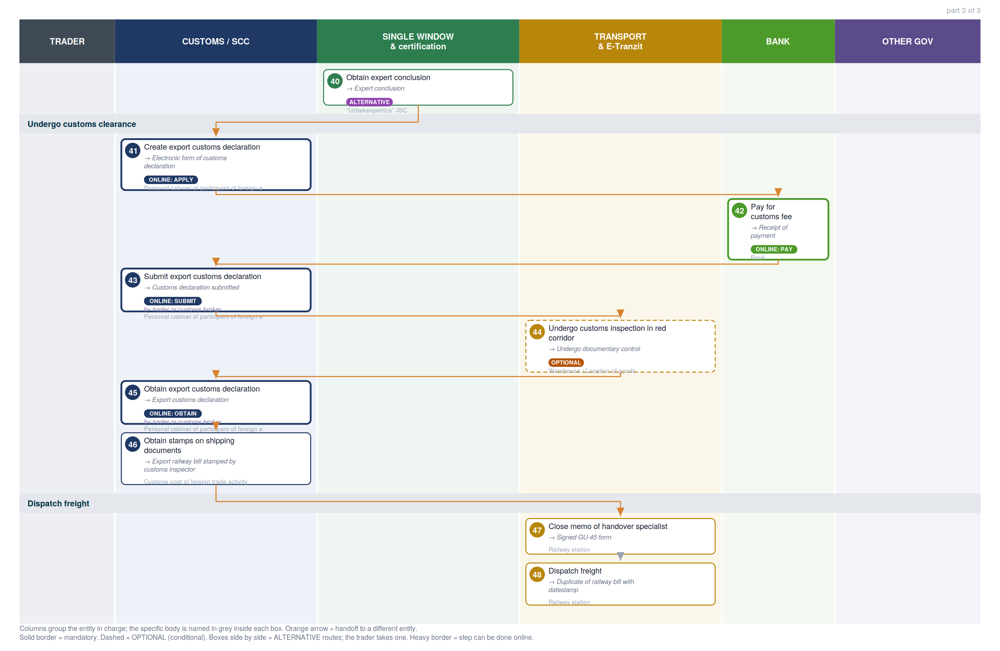 part 3 of 3
TRADER
CUSTOMS / SCC
SINGLE WINDOW
& certification
TRANSPORT
& E-Tranzit
BANK
OTHER GOV
40
Obtain expert conclusion
→ Expert conclusion
ALTERNATIVE
“Uzbekexpertiza” JSC
Undergo customs clearance
41
Create export customs declaration
→ Electronic form of customs
declaration
ONLINE: APPLY
Personal cabinet of participant of foreign e
42
Pay for
customs fee
→ Receipt of
payment
ONLINE: PAY
Bank
43
Submit export customs declaration
→ Customs declaration submitted
ONLINE: SUBMIT
by trader or customs broker
Personal cabinet of participant of foreign e
44
Undergo customs inspection in red
corridor
→ Undergo documentary control
OPTIONAL
Warehouse / Location of goods
45
Obtain export customs declaration
→ Export customs declaration
ONLINE: OBTAIN
by trader or customs broker
Personal cabinet of participant of foreign e
46
Obtain stamps on shipping
documents
→ Export railway bill stamped by
customs inspector
Customs post of foreign trade activity
Dispatch freight
47
Close memo of handover specialist
→ Signed GU-45 form
Railway station
48
Dispatch freight
→ Duplicate of railway bill with
datestamp
Railway station
Columns group the entity in charge; the specific body is named in grey inside each box. Orange arrow = handoff to a different entity.
Solid border = mandatory. Dashed = OPTIONAL (conditional). Boxes side by side = ALTERNATIVE routes; the trader takes one. Heavy border = step can be done online.